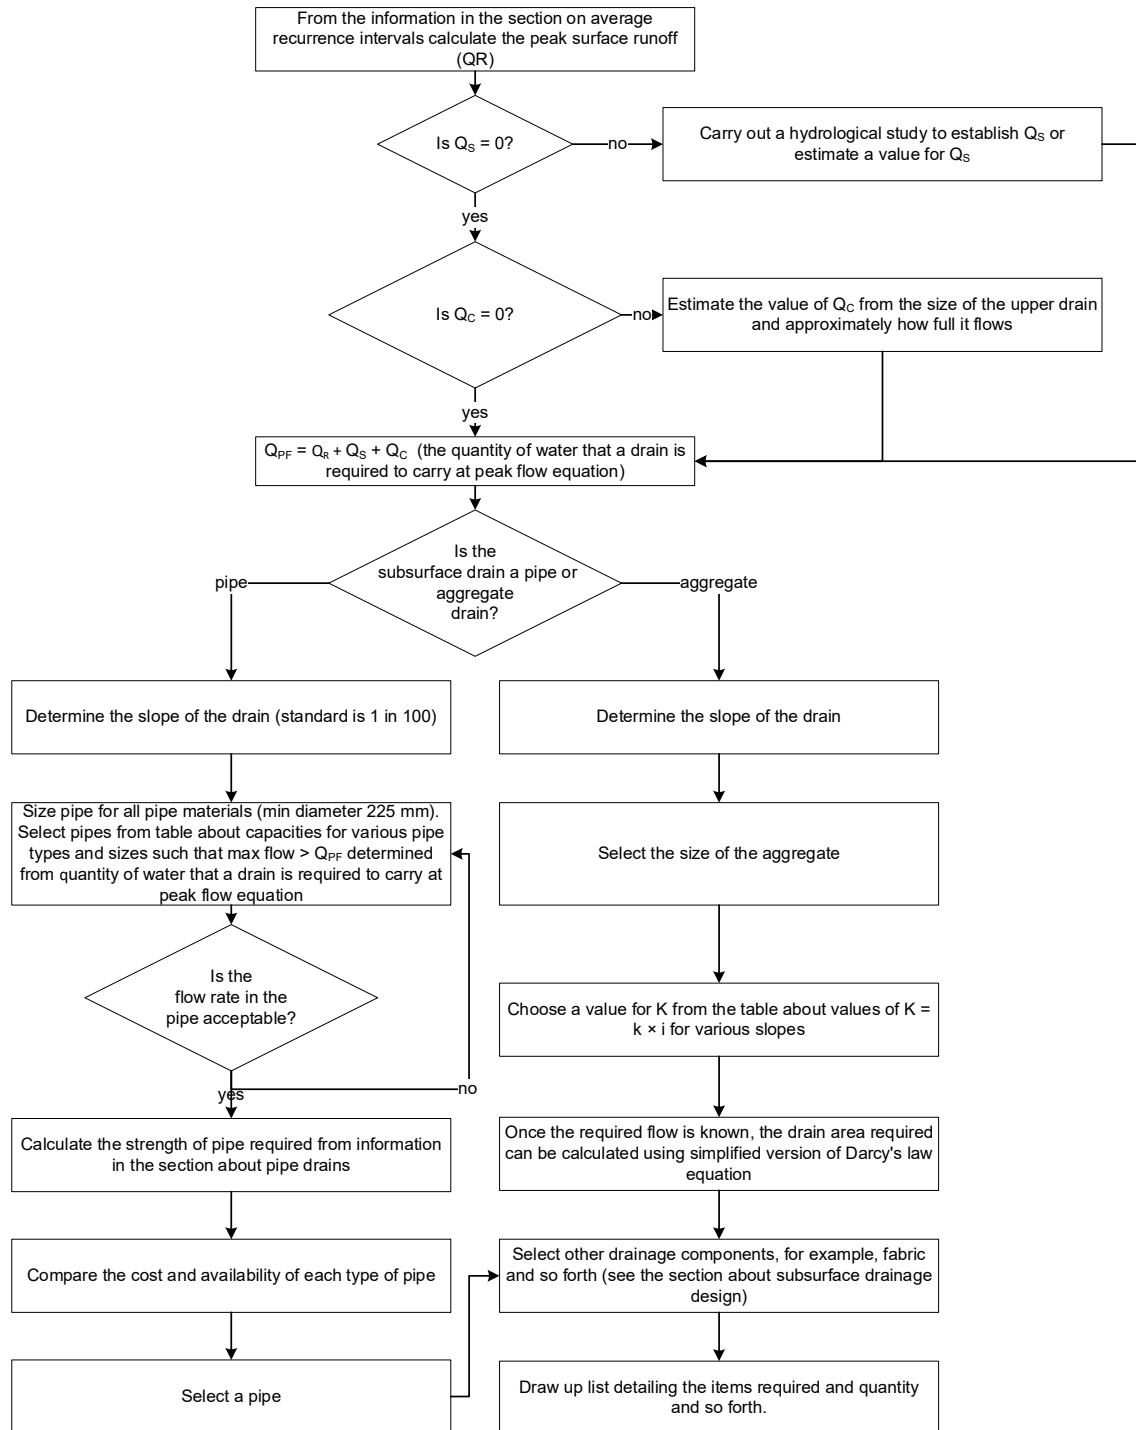 From the information in the section on average
recurrence intervals calculate the peak surface runoff
(QR)
Is QS = 0?
no
Carry out a hydrological study to establish QS or
estimate a value for QS
yes
Is QC = 0?
no
Estimate the value of QC from the size of the upper drain
and approximately how full it flows
yes
QPF = QR + QS + QC (the quantity of water that a drain is
required to carry at peak flow equation)
Is the
subsurface drain a pipe or
aggregate
drain?
pipe
aggregate
Determine the slope of the drain (standard is 1 in 100)
Determine the slope of the drain
Size pipe for all pipe materials (min diameter 225 mm).
Select pipes from table about capacities for various pipe
types and sizes such that max flow > QPF determined
from quantity of water that a drain is required to carry at
peak flow equation
Select the size of the aggregate
Is the
flow rate in the
pipe acceptable?
Choose a value for K from the table about values of K =
k × i for various slopes
no
yes
Calculate the strength of pipe required from information
in the section about pipe drains
Once the required flow is known, the drain area required
can be calculated using simplified version of Darcy's law
equation
Compare the cost and availability of each type of pipe
Select other drainage components, for example, fabric
and so forth (see the section about subsurface drainage
design)
Select a pipe
Draw up list detailing the items required and quantity
and so forth.